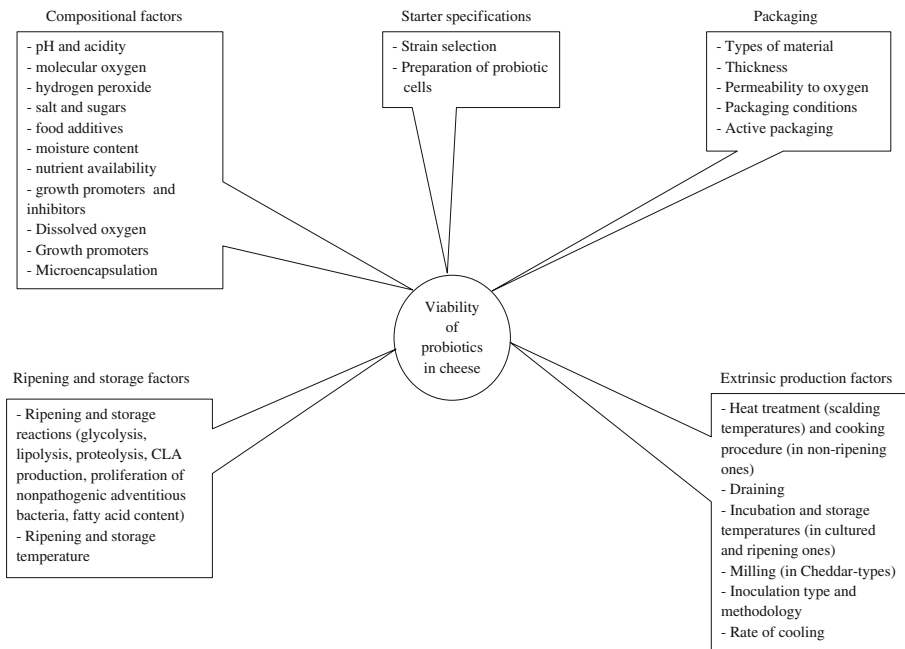 Compositional factors
- pH and acidity
- molecular oxygen
- hydrogen peroxide
- salt and sugars
- food additives
- moisture content
- nutrient availability
- growth promoters and
inhibitors
- Dissolved oxygen
- Growth promoters
- Microencapsulation
Starter specifications
- Strain selection
- Preparation of probiotic
cells
Packaging
- Types of material
- Thickness
- Permeability to oxygen
- Packaging conditions
- Active packaging
Viability
of
probiotics
in cheese
Ripening and storage factors
- Ripening and storage
reactions (glycolysis,
lipolysis, proteolysis, CLA
production, proliferation of
nonpathogenic adventitious
bacteria, fatty acid content)
- Ripening and storage
temperature
Extrinsic production factors
- Heat treatment (scalding
temperatures) and cooking
procedure (in non-ripening
ones)
- Draining
- Incubation and storage
temperatures (in cultured
and ripening ones)
- Milling (in Cheddar-types)
- Inoculation type and
methodology
- Rate of cooling